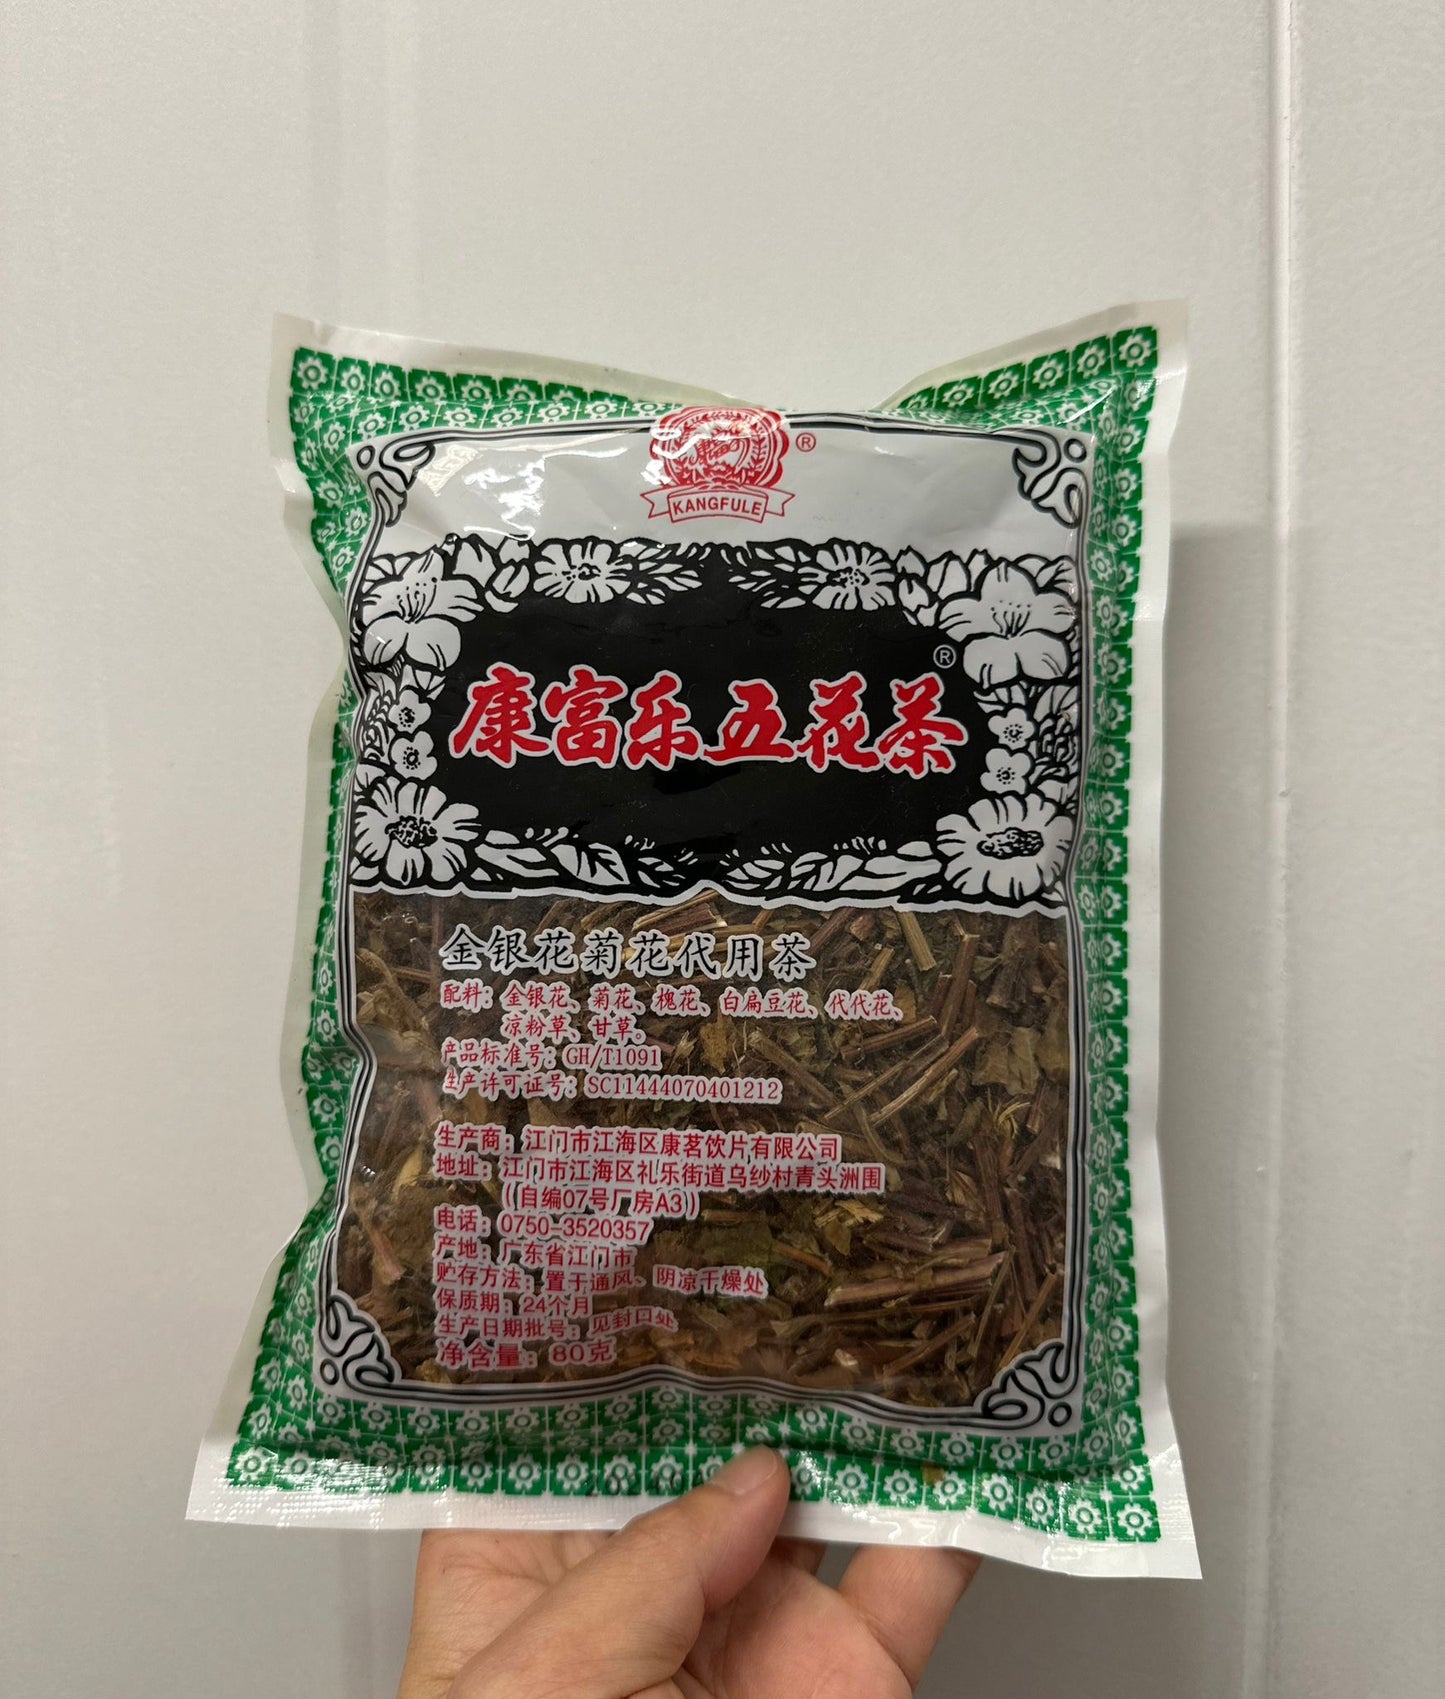 ®
KANGFULE
®
康富乐五花茶
金银花菊花代用茶
配料：金银花、菊花、槐花、白扁豆花、代代花、
凉粉草、甘草。
产品标准号：GH/T1091
生产许可证号：SC11444070401212
生产商：江门市江海区康茗饮片有限公司
地址：江门市江海区礼乐街道乌纱村青头洲围
（自编07号厂房A3）
电话：0750-3520357
产地：广东省江门市
贮存方法：置于通风、阴凉干燥处
保质期：24个月
生产日期批号：见封口处
净含量：80克